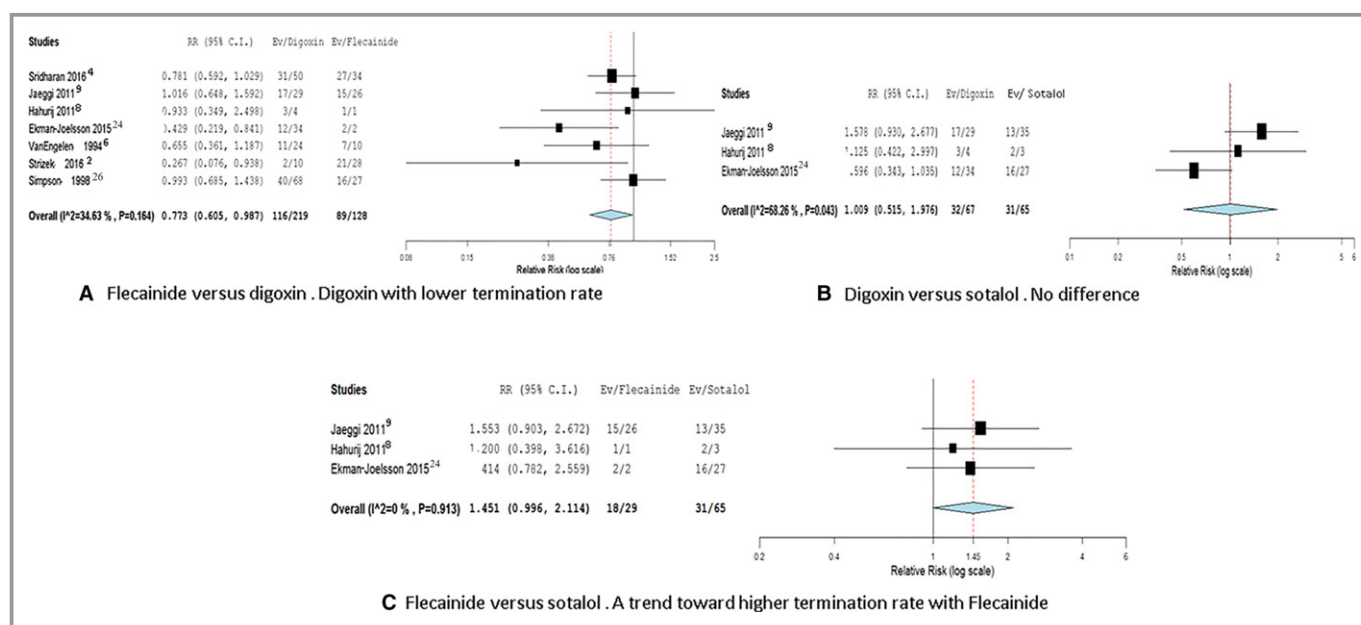 Studies RR (95% C.I.) Ev/Digoxin Ev/Flecainide
Sridharan 2016 4 0.781 (0.592, 1.029) 31/50 27/34
Jaeggi 2011 9 1.016 (0.648, 1.592) 17/29 15/26
Hahurij 2011 8 0.933 (0.349, 2.498) 3/4 1/1
Ekman-Joelsson 2015 24 0.429 (0.219, 0.841) 12/34 2/2
VanEngelen 1994 6 0.655 (0.361, 1.187) 11/24 7/10
Strizek 2016 2 0.267 (0.076, 0.938) 2/10 21/28
Simpson 1998 26 0.993 (0.685, 1.438) 40/68 16/27
Overall (I^2=34.63 % , P=0.164) 0.773 (0.605, 0.987) 116/219 89/128
0.08 0.15 0.38 0.76 1.52 2.5
Relative Risk (log scale)
A Flecainide versus digoxin . Digoxin with lower termination rate
Studies RR (95% C.I.) Ev/Digoxin Ev/ Sotalol
Jaeggi 2011 9 1.578 (0.930, 2.677) 17/29 13/35
Hahurij 2011 8 1.125 (0.422, 2.997) 3/4 2/3
Ekman-Joelsson 2015 24 .596 (0.343, 1.035) 12/34 16/27
Overall (I^2=68.26 % , P=0.043) 1.009 (0.515, 1.976) 32/67 31/65
0.1 0.2 0.5 1 2 5 6
Relative Risk (log scale)
B Digoxin versus sotalol . No difference
Studies RR (95% C.I.) Ev/Flecainide Ev/Sotalol
Jaeggi 2011 9 1.553 (0.903, 2.672) 15/26 13/35
Hahurij 2011 8 1.200 (0.398, 3.616) 1/1 2/3
Ekman-Joelsson 2015 24 414 (0.782, 2.559) 2/2 16/27
Overall (I^2=0 % , P=0.913) 1.451 (0.996, 2.114) 18/29 31/65
0.2 0.4 1 1.45 2 4 6
Relative Risk (log scale)
C Flecainide versus sotalol . A trend toward higher termination rate with Flecainide